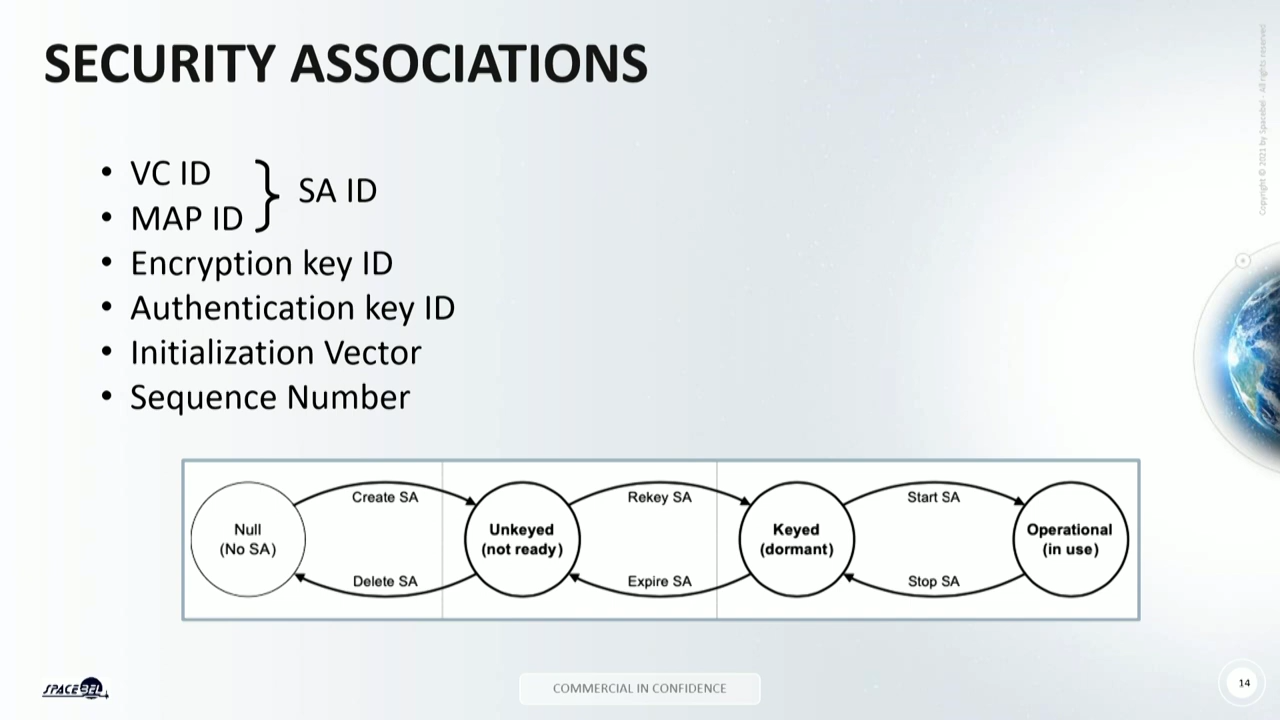 SECURITY ASSOCIATIONS
Copyright © 2021 by Spacebel - All rights reserved
• VC ID
• MAP ID
} SA ID
• Encryption key ID
• Authentication key ID
• Initialization Vector
• Sequence Number
Null
(No SA)
Create SA
Delete SA
Unkeyed
(not ready)
Rekey SA
Expire SA
Keyed
(dormant)
Start SA
Stop SA
Operational
(in use)
SPACEBEL
COMMERCIAL IN CONFIDENCE
14